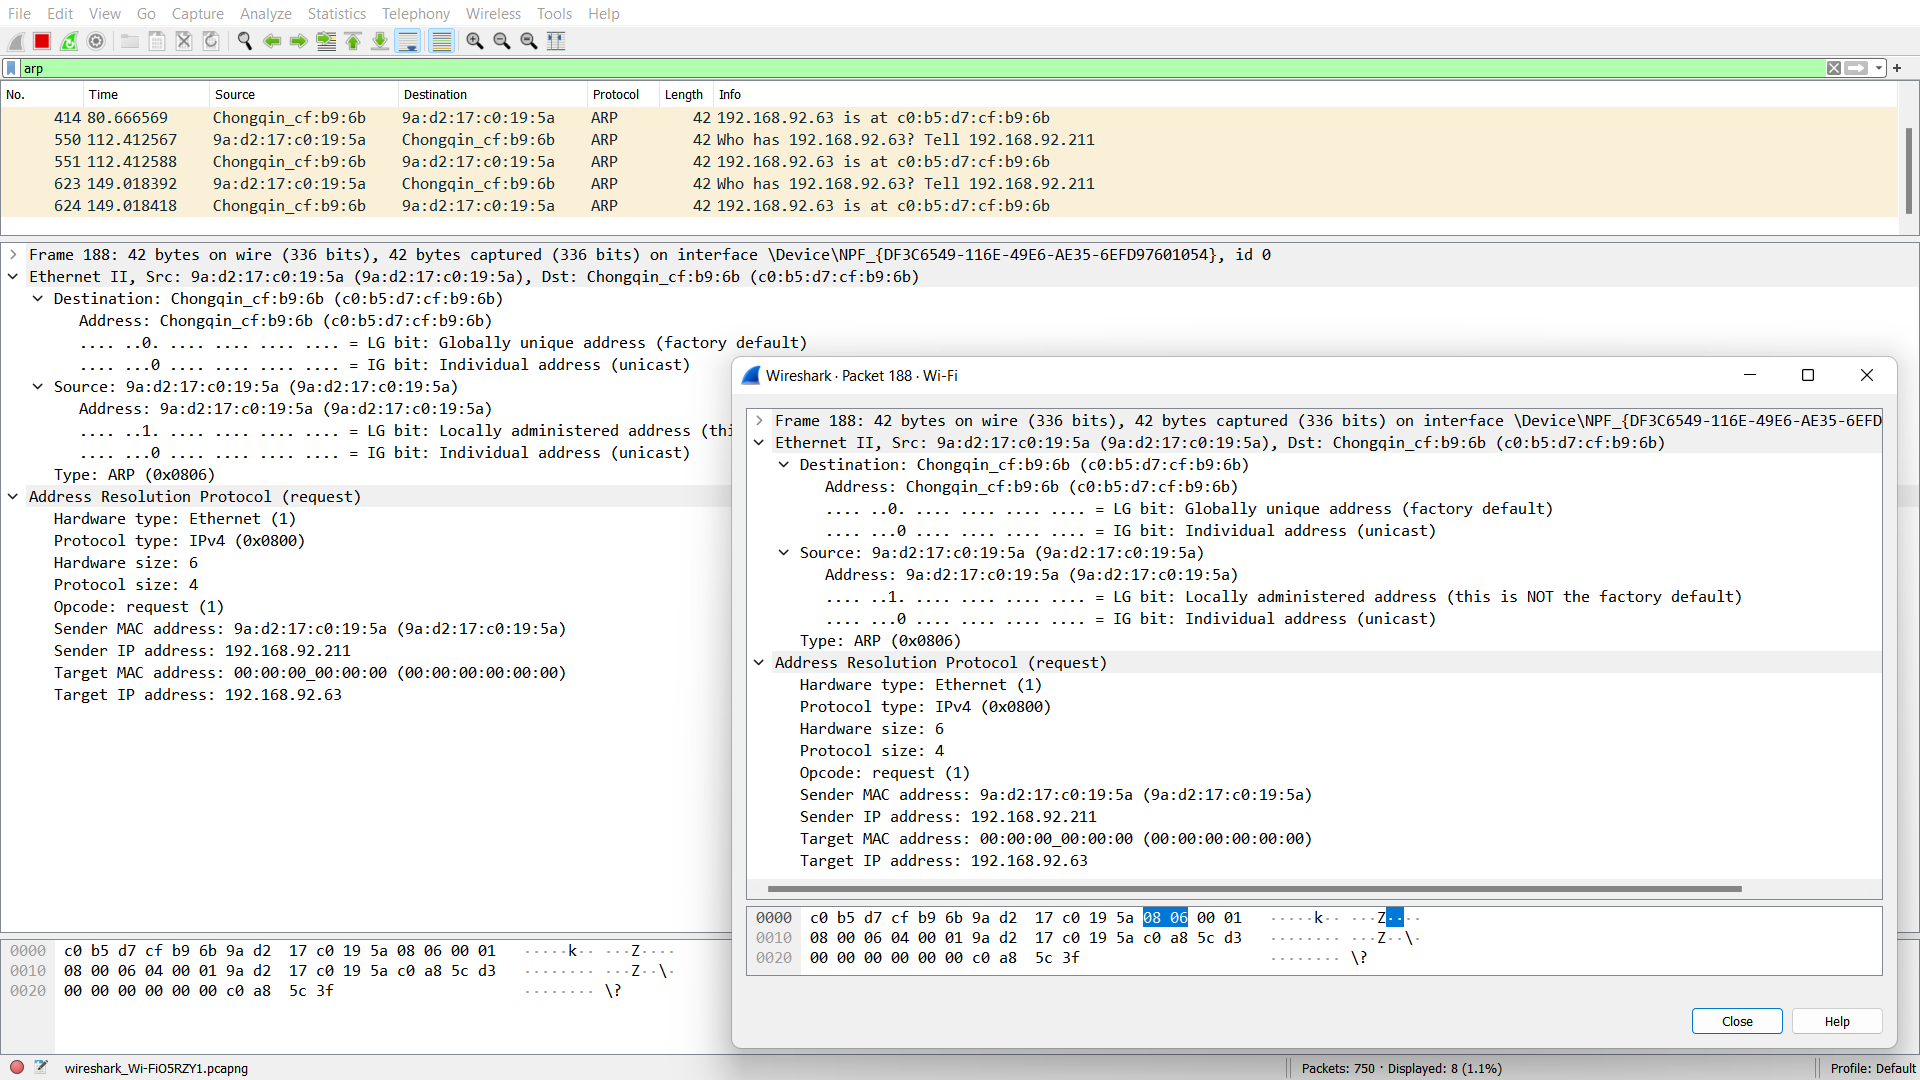 File Edit View Go Capture Analyze Statistics Telephony Wireless Tools Help
arp
No. Time Source Destination Protocol Length Info
414 80.666569 Chongqin_cf:b9:6b 9a:d2:17:c0:19:5a ARP 42 192.168.92.63 is at c0:b5:d7:cf:b9:6b
550 112.412567 9a:d2:17:c0:19:5a Chongqin_cf:b9:6b ARP 42 Who has 192.168.92.63? Tell 192.168.92.211
551 112.412588 Chongqin_cf:b9:6b 9a:d2:17:c0:19:5a ARP 42 192.168.92.63 is at c0:b5:d7:cf:b9:6b
623 149.018392 9a:d2:17:c0:19:5a Chongqin_cf:b9:6b ARP 42 Who has 192.168.92.63? Tell 192.168.92.211
624 149.018418 Chongqin_cf:b9:6b 9a:d2:17:c0:19:5a ARP 42 192.168.92.63 is at c0:b5:d7:cf:b9:6b
Frame 188: 42 bytes on wire (336 bits), 42 bytes captured (336 bits) on interface \Device\NPF_{DF3C6549-116E-49E6-AE35-6EFD97601054}, id 0
Ethernet II, Src: 9a:d2:17:c0:19:5a (9a:d2:17:c0:19:5a), Dst: Chongqin_cf:b9:6b (c0:b5:d7:cf:b9:6b)
Destination: Chongqin_cf:b9:6b (c0:b5:d7:cf:b9:6b)
Address: Chongqin_cf:b9:6b (c0:b5:d7:cf:b9:6b)
.... ..0. .... .... .... .... = LG bit: Globally unique address (factory default)
.... ...0 .... .... .... .... = IG bit: Individual address (unicast)
Source: 9a:d2:17:c0:19:5a (9a:d2:17:c0:19:5a)
Address: 9a:d2:17:c0:19:5a (9a:d2:17:c0:19:5a)
.... ..1. .... .... .... .... = LG bit: Locally administered address (thi
.... ...0 .... .... .... .... = IG bit: Individual address (unicast)
Type: ARP (0x0806)
Address Resolution Protocol (request)
Hardware type: Ethernet (1)
Protocol type: IPv4 (0x0800)
Hardware size: 6
Protocol size: 4
Opcode: request (1)
Sender MAC address: 9a:d2:17:c0:19:5a (9a:d2:17:c0:19:5a)
Sender IP address: 192.168.92.211
Target MAC address: 00:00:00_00:00:00 (00:00:00:00:00:00)
Target IP address: 192.168.92.63
0000 c0 b5 d7 cf b9 6b 9a d2 17 c0 19 5a 08 06 00 01 ·····k·· ···Z····
0010 08 00 06 04 00 01 9a d2 17 c0 19 5a c0 a8 5c d3 ········ ···Z··\·
0020 00 00 00 00 00 00 c0 a8 5c 3f ········ \?
Wireshark · Packet 188 · Wi-Fi
Frame 188: 42 bytes on wire (336 bits), 42 bytes captured (336 bits) on interface \Device\NPF_{DF3C6549-116E-49E6-AE35-6EFD
Ethernet II, Src: 9a:d2:17:c0:19:5a (9a:d2:17:c0:19:5a), Dst: Chongqin_cf:b9:6b (c0:b5:d7:cf:b9:6b)
Destination: Chongqin_cf:b9:6b (c0:b5:d7:cf:b9:6b)
Address: Chongqin_cf:b9:6b (c0:b5:d7:cf:b9:6b)
.... ..0. .... .... .... .... = LG bit: Globally unique address (factory default)
.... ...0 .... .... .... .... = IG bit: Individual address (unicast)
Source: 9a:d2:17:c0:19:5a (9a:d2:17:c0:19:5a)
Address: 9a:d2:17:c0:19:5a (9a:d2:17:c0:19:5a)
.... ..1. .... .... .... .... = LG bit: Locally administered address (this is NOT the factory default)
.... ...0 .... .... .... .... = IG bit: Individual address (unicast)
Type: ARP (0x0806)
Address Resolution Protocol (request)
Hardware type: Ethernet (1)
Protocol type: IPv4 (0x0800)
Hardware size: 6
Protocol size: 4
Opcode: request (1)
Sender MAC address: 9a:d2:17:c0:19:5a (9a:d2:17:c0:19:5a)
Sender IP address: 192.168.92.211
Target MAC address: 00:00:00_00:00:00 (00:00:00:00:00:00)
Target IP address: 192.168.92.63
0000 c0 b5 d7 cf b9 6b 9a d2 17 c0 19 5a 08 06 00 01 ·····k·· ···Z····
0010 08 00 06 04 00 01 9a d2 17 c0 19 5a c0 a8 5c d3 ········ ···Z··\·
0020 00 00 00 00 00 00 c0 a8 5c 3f ········ \?
Close Help
wireshark_Wi-FiO5RZY1.pcapng Packets: 750 · Displayed: 8 (1.1%) Profile: Default